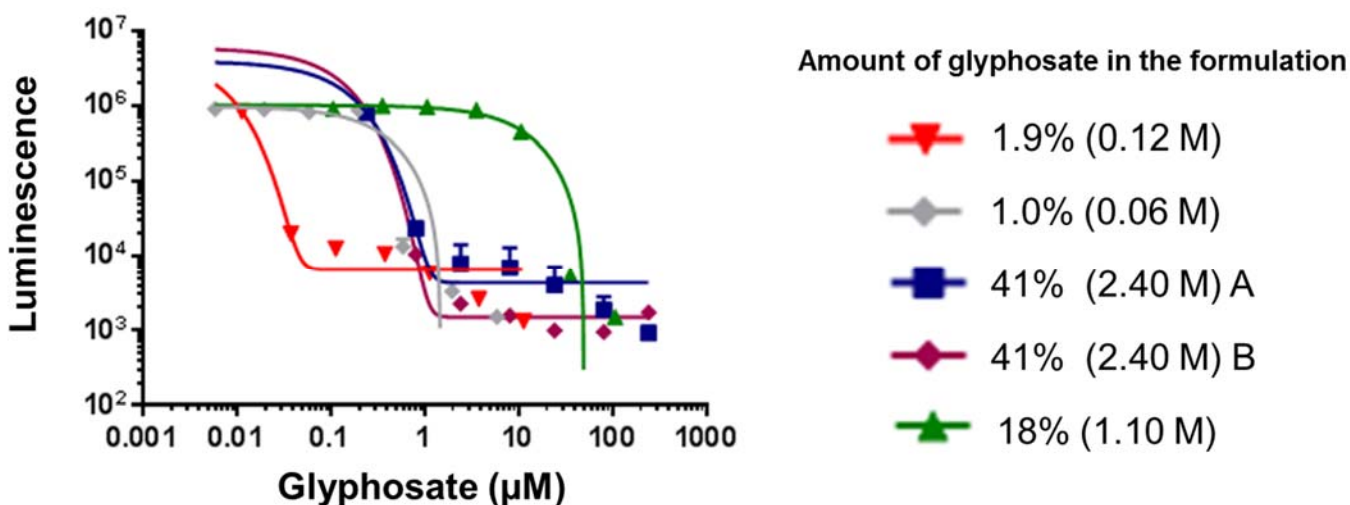 Luminescence
10⁷
10⁶
10⁵
10⁴
10³
10²
0.001 0.01 0.1 1 10 100 1000
Glyphosate (µM)
Amount of glyphosate in the formulation
1.9% (0.12 M)
1.0% (0.06 M)
41% (2.40 M) A
41% (2.40 M) B
18% (1.10 M)